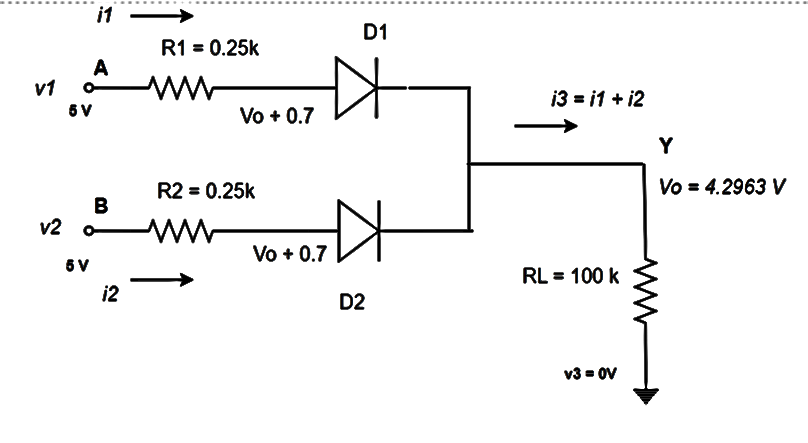 i1
R1 = 0.25k
D1
A
v1
5 V
Vo + 0.7
i3 = i1 + i2
Y
Vo = 4.2963 V
R2 = 0.25k
B
v2
5 V
Vo + 0.7
i2
D2
RL = 100 k
v3 = 0V